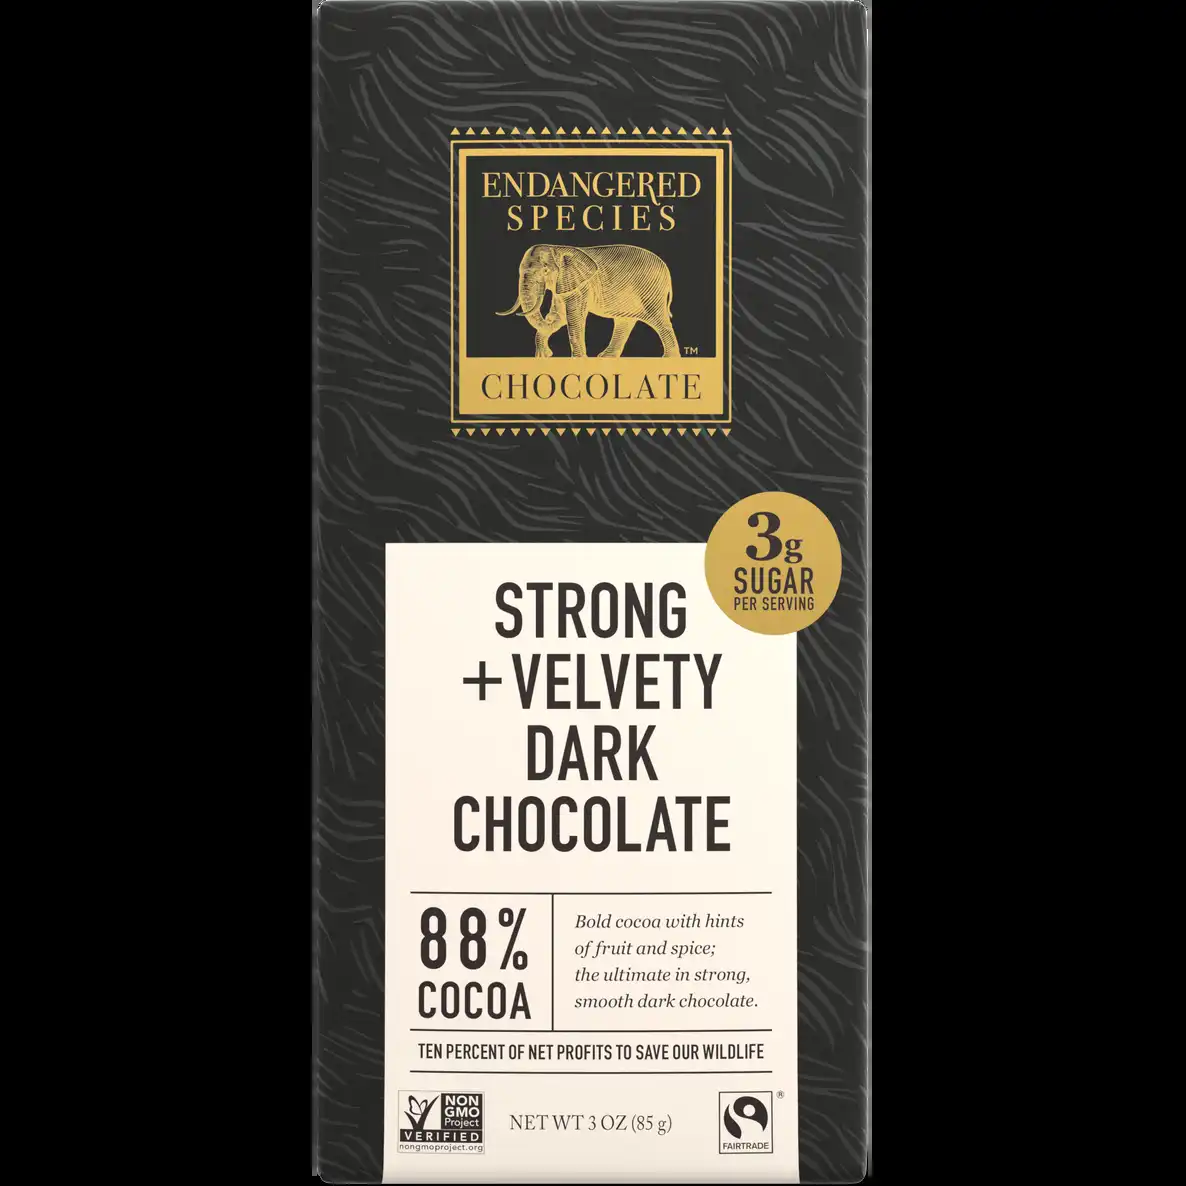 ENDANGERED
SPECIES
TM
CHOCOLATE
3g
SUGAR
PER SERVING
STRONG
+VELVETY
DARK
CHOCOLATE
88%
COCOA
Bold cocoa with hints
of fruit and spice;
the ultimate in strong,
smooth dark chocolate.
TEN PERCENT OF NET PROFITS TO SAVE OUR WILDLIFE
NON
GMO
Project
VERIFIED
nongmoproject.org
NET WT 3 OZ (85 g)
®
FAIRTRADE